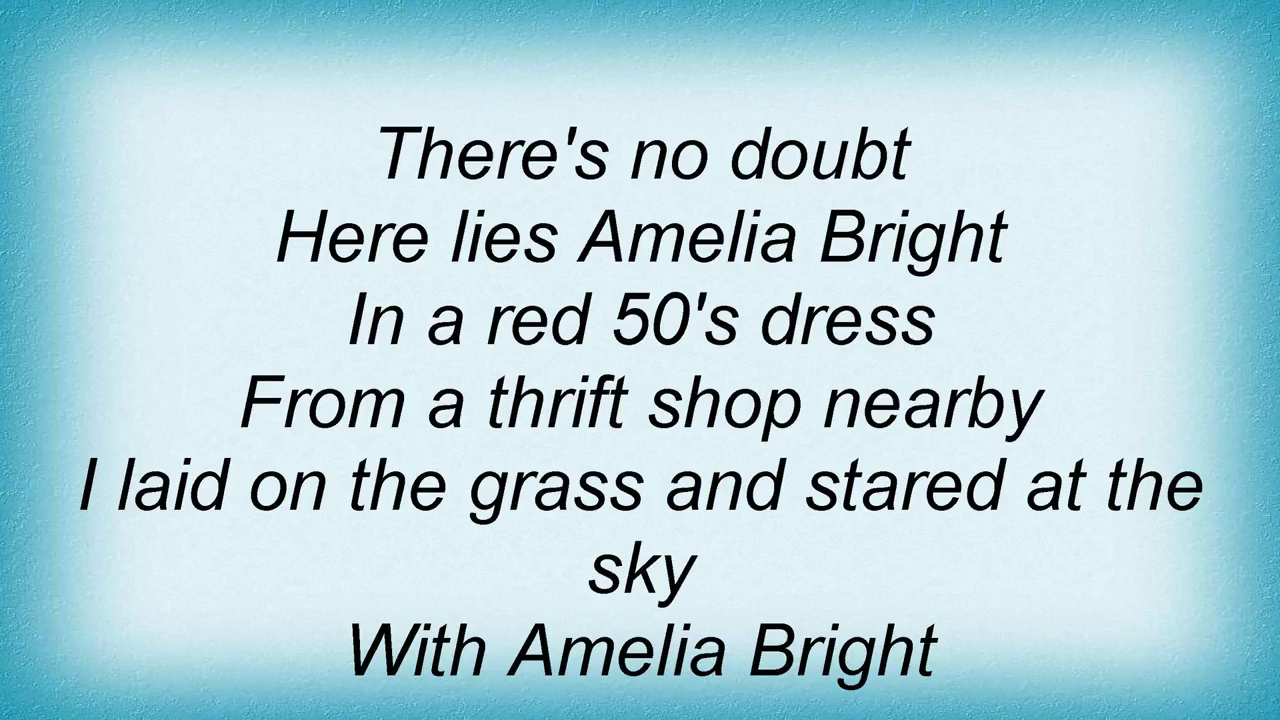 There's no doubt
Here lies Amelia Bright
In a red 50's dress
From a thrift shop nearby
I laid on the grass and stared at the
sky
With Amelia Bright